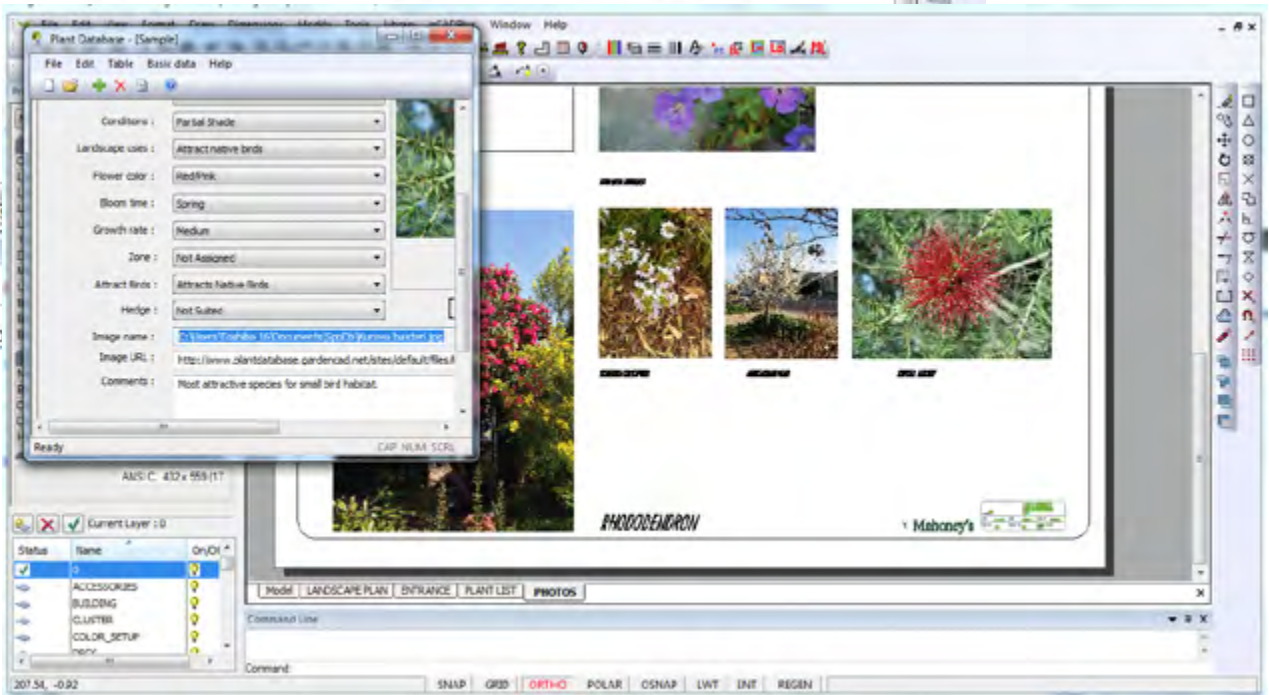 Window Help
Plant Database - [Sample]
File Edit Table Basic data Help
Conditions : Partial Shade
Landscape uses : Attract native birds
Flower color : Red/Pink
Bloom time : Spring
Growth rate : Medium
Zone : Not Assigned
Attract Birds : Attracts Native Birds
Hedge : Not Suited
Image name :
Image URL : http://www.plantdatabase.gardencad.net/sites/default/files/
Comments : Most attractive species for small bird habitat.
Ready CAP NUM SCRL
ANSI C: 432 x 559 (17
Current Layer : 0
Status Name On/Of
0
ACCESSORIES
BUILDING
CLUSTER
COLOR_SETUP
RHODODENDRON
Mahoney's
Model LANDSCAPE PLAN ENTRANCE PLANT LIST PHOTOS
Command Line
Command:
207.51, -0.92 SNAP GRID ORTHO POLAR OSNAP LWT INT REGEN